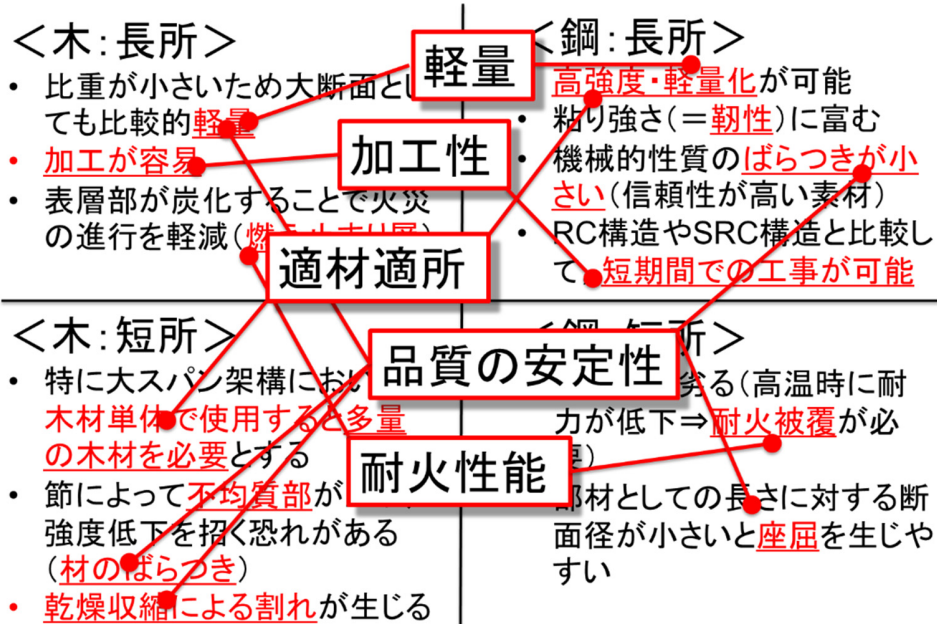 ＜木：長所＞
• 比重が小さいため大断面とし
ても比較的軽量
• 加工が容易
• 表層部が炭化することで火災
の進行を軽減（燃え止まり層）
＜鋼：長所＞
高強度・軽量化が可能
• 粘り強さ（＝靭性）に富む
• 機械的性質のばらつきが小
さい（信頼性が高い素材）
• RC構造やSRC構造と比較し
て、短期間での工事が可能
軽量
加工性
適材適所
品質の安定性
耐火性能
＜木：短所＞
• 特に大スパン架構におい
木材単体で使用すると多量
の木材を必要とする
• 節によって不均質部が
強度低下を招く恐れがある
（材のばらつき）
• 乾燥収縮による割れが生じる
＜鋼：短所＞
劣る（高温時に耐
力が低下⇒耐火被覆が必
要）
部材としての長さに対する断
面径が小さいと座屈を生じや
すい